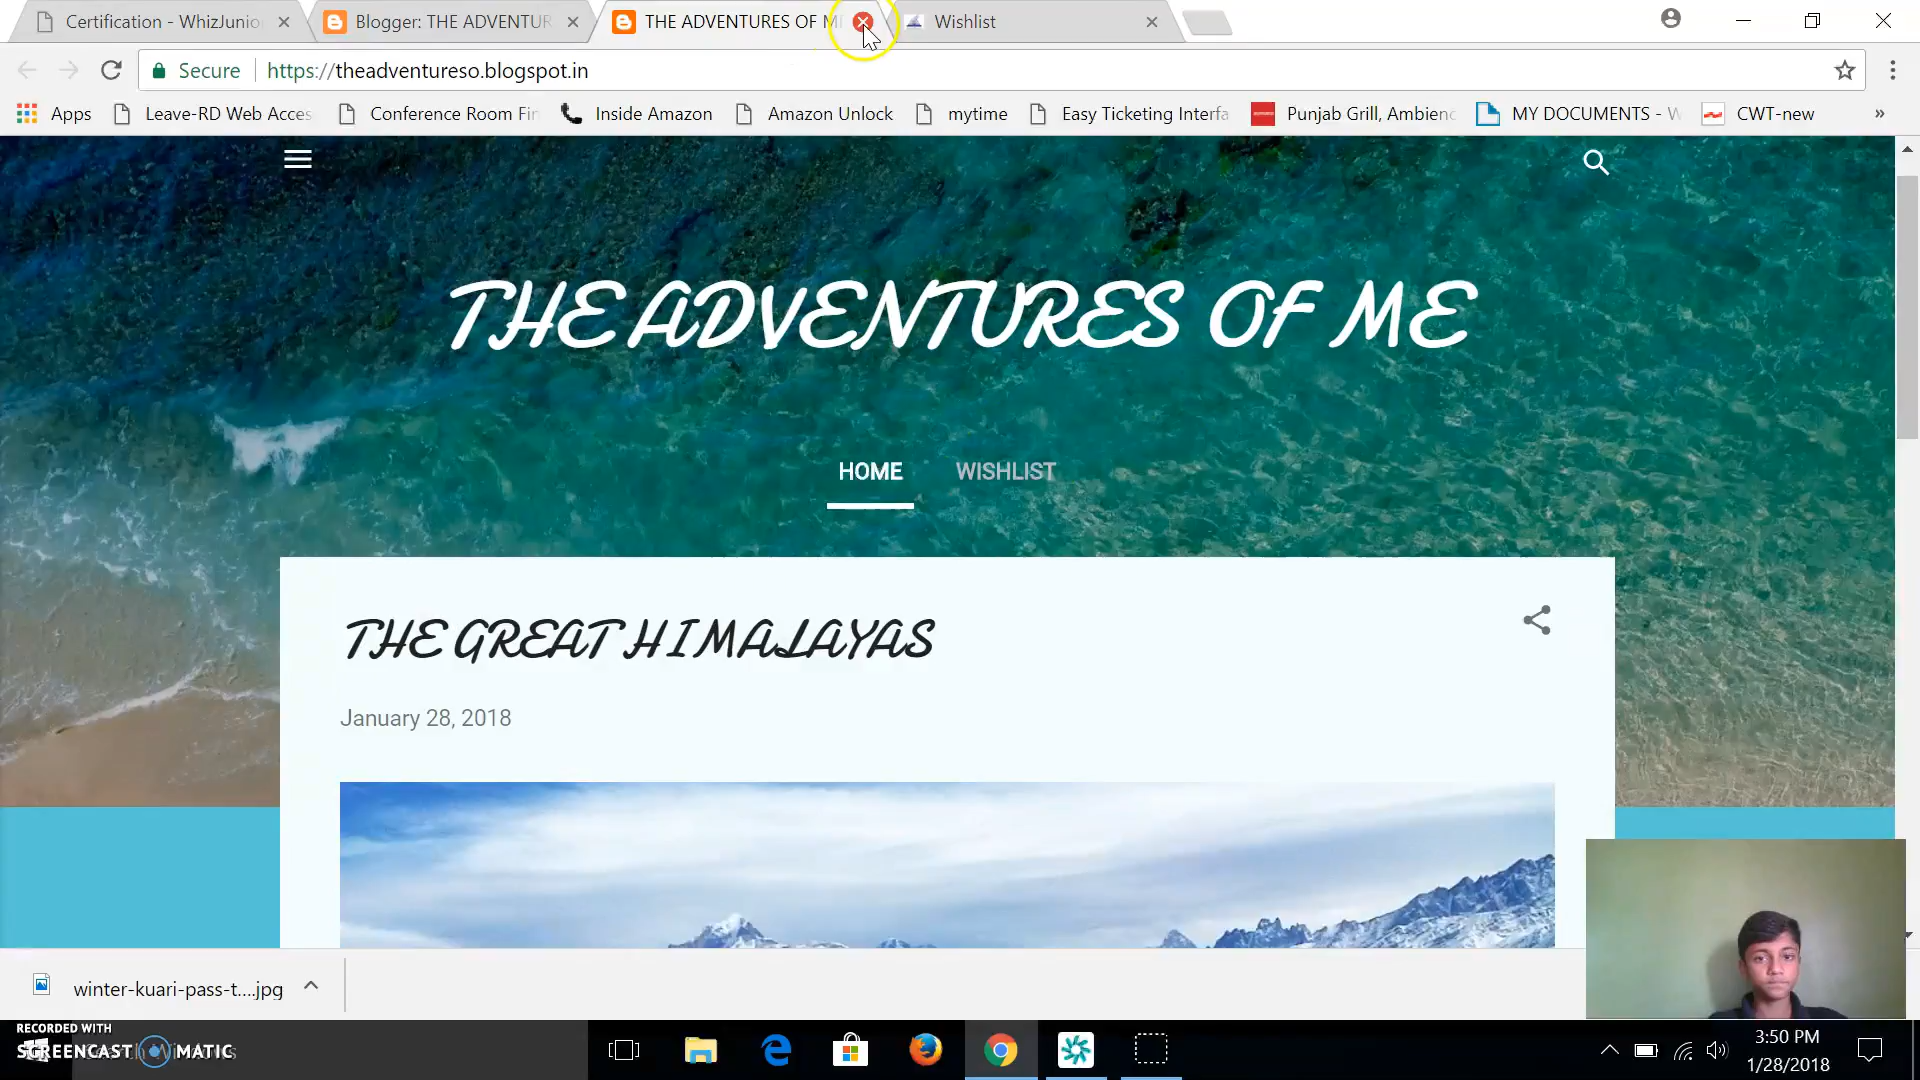 Certification - WhizJunio
Blogger: THE ADVENTUR
THE ADVENTURES OF M
Wishlist
Secure
https://theadventureso.blogspot.in
Apps
Leave-RD Web Acces
Conference Room Fin
Inside Amazon
Amazon Unlock
mytime
Easy Ticketing Interfa
Punjab Grill, Ambienc
MY DOCUMENTS - W
CWT-new
»
THE ADVENTURES OF ME
HOME
WISHLIST
THE GREAT HIMALAYAS
January 28, 2018
winter-kuari-pass-t....jpg
RECORDED WITH
SCREENCAST MATIC
3:50 PM
1/28/2018